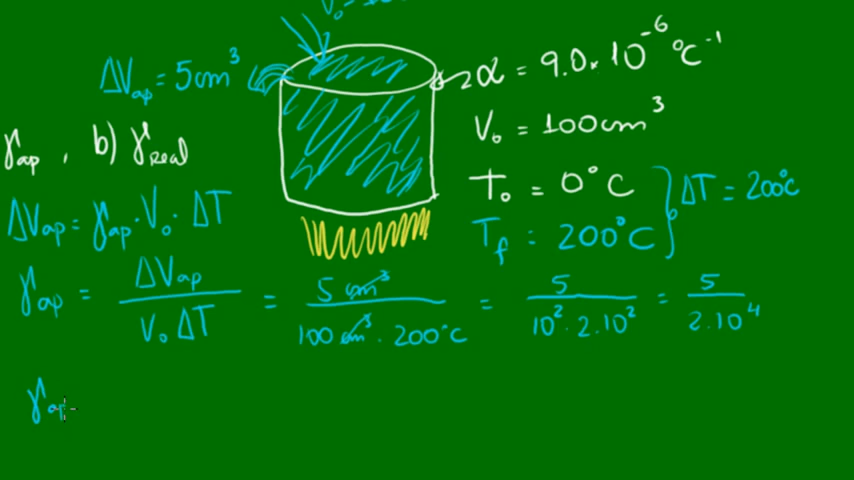 ΔVap = 5cm³
α = 9.0 × 10⁻⁶ °C⁻¹
V₀ = 100cm³
γap , b) γReal
T₀ = 0°C
ΔT = 200°C
ΔVap = γap · V₀ · ΔT
Tf : 200°C
γap = ΔVap / V₀ ΔT = 5 cm³ / 100 cm³ . 200°C = 5 / 10² . 2.10² = 5 / 2.10⁴
γap